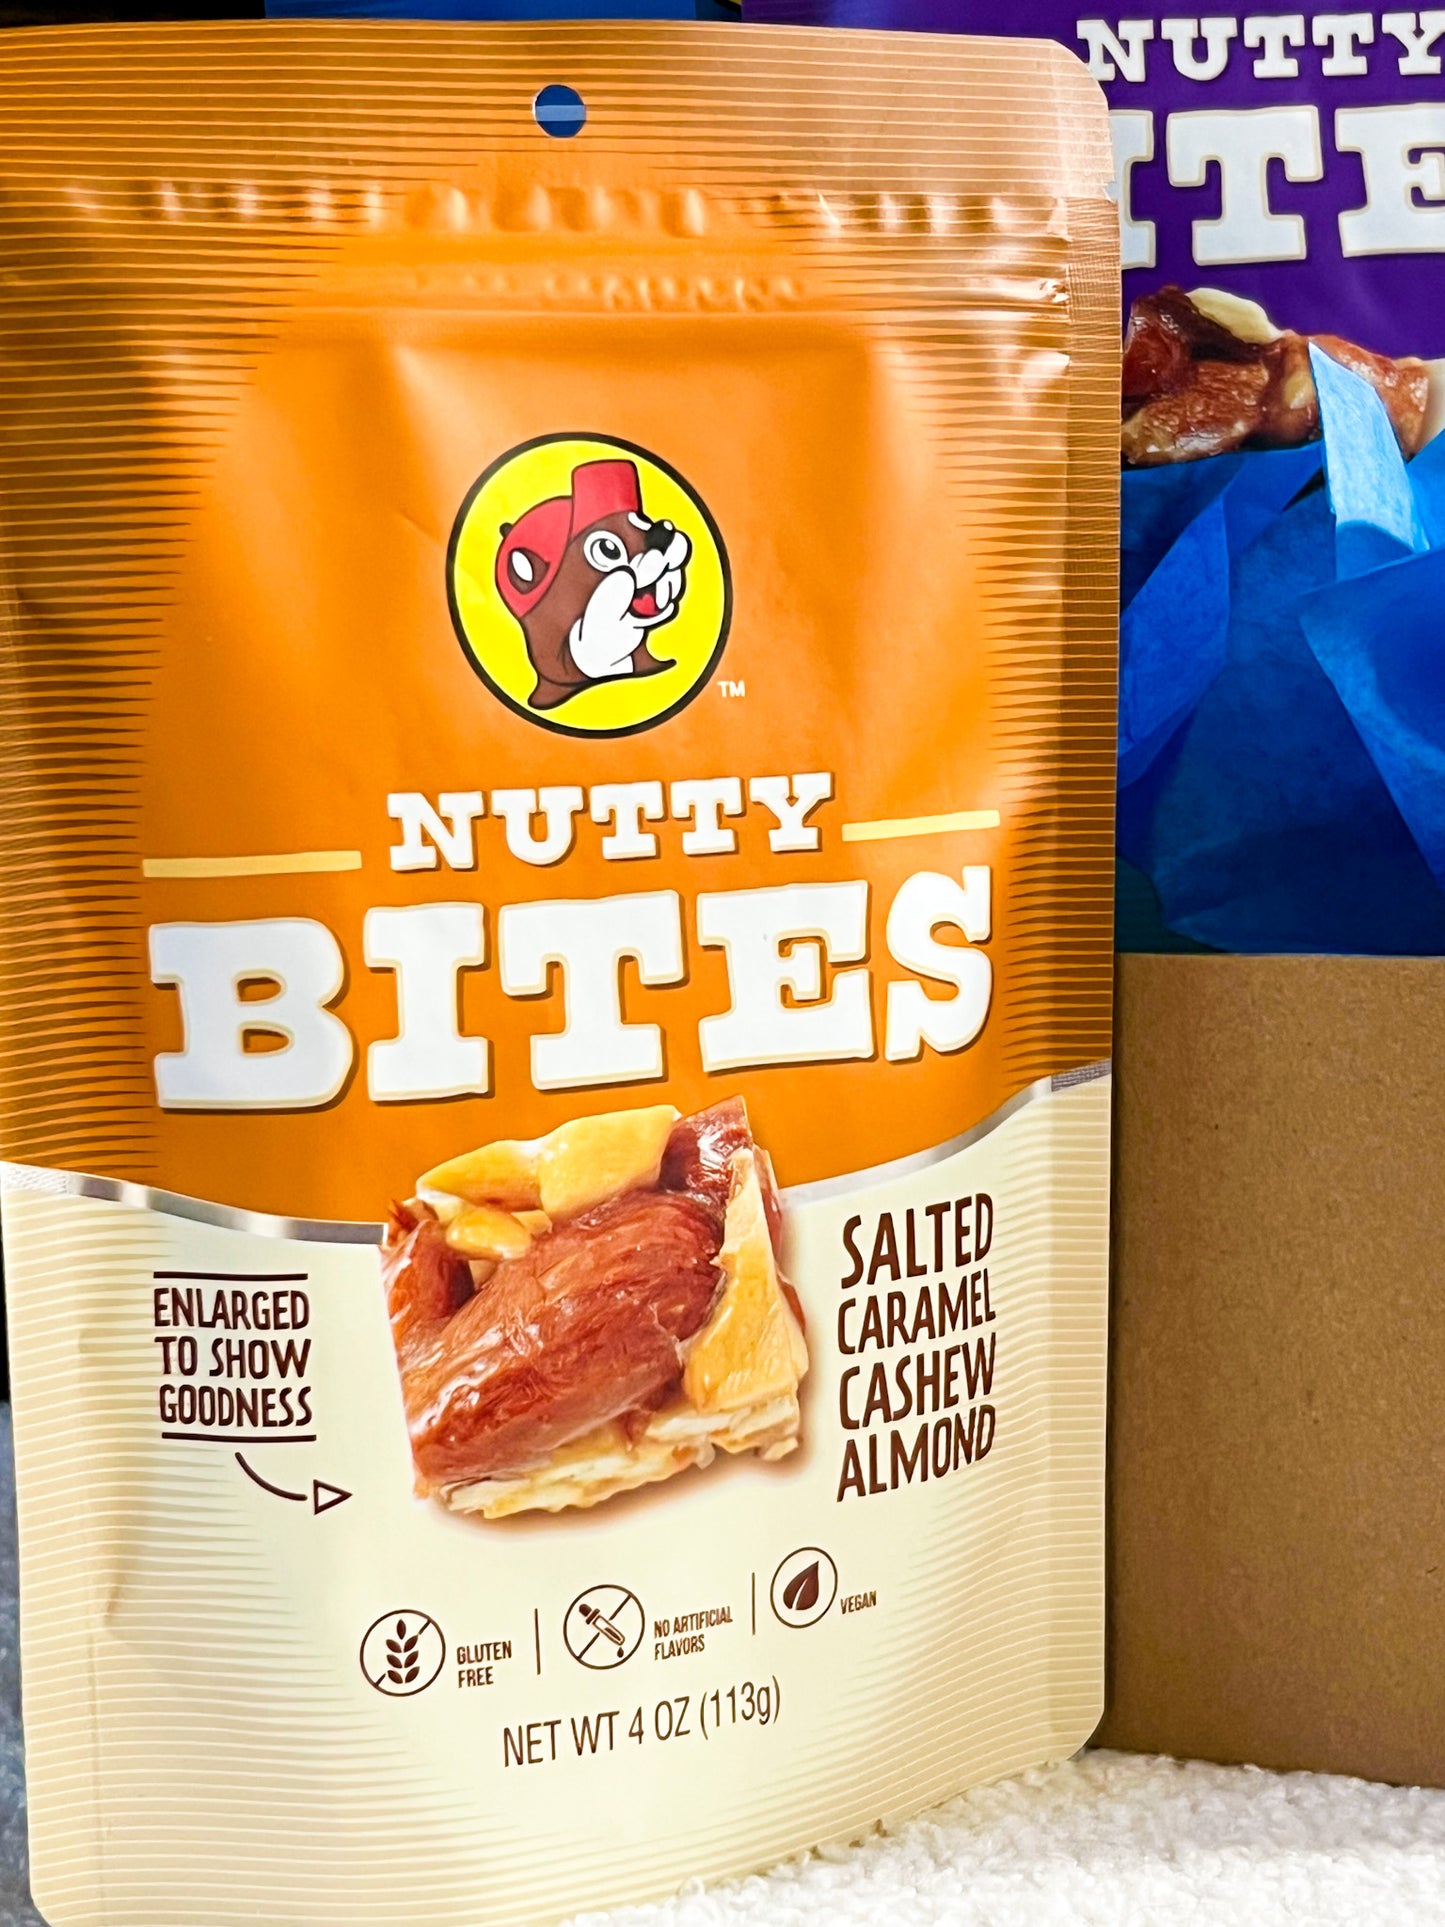 NUTTY
BITES
TM
ENLARGED
TO SHOW
GOODNESS
SALTED
CARAMEL
CASHEW
ALMOND
GLUTEN
FREE
NO ARTIFICIAL
FLAVORS
VEGAN
NET WT 4 OZ (113g)
NUTTY
ITE